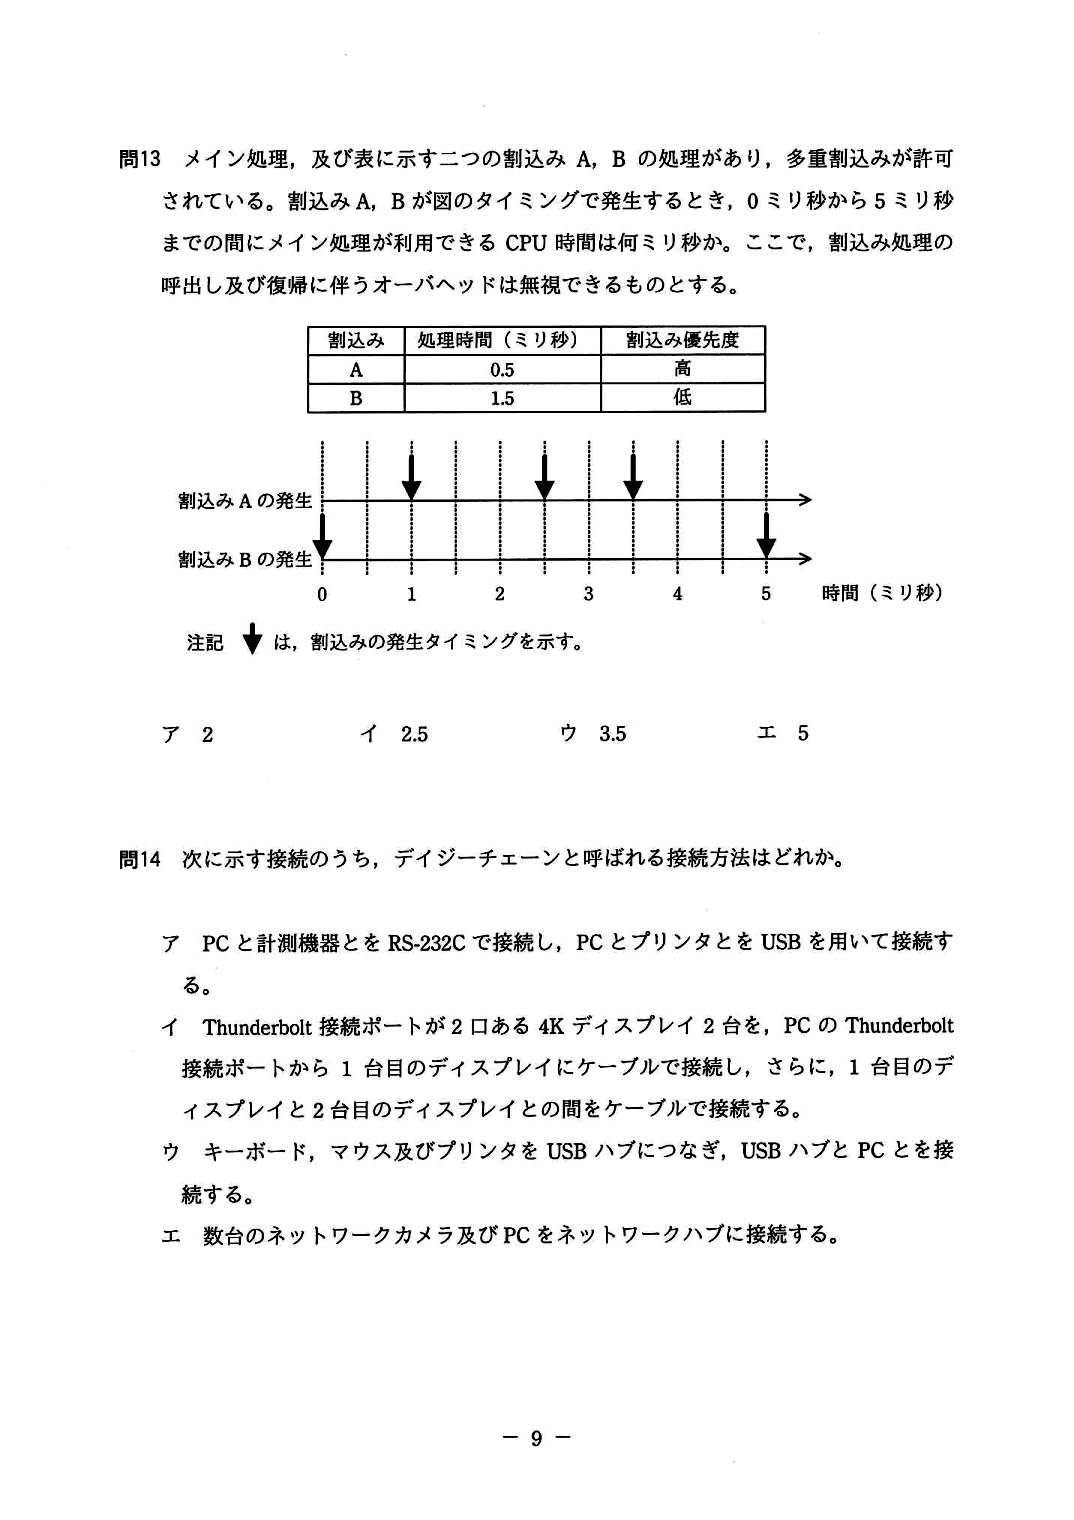 問13 メイン処理，及び表に示す二つの割込み A，B の処理があり，多重割込みが許可
されている。割込み A，B が図のタイミングで発生するとき，0 ミリ秒から 5 ミリ秒
までの間にメイン処理が利用できる CPU 時間は何ミリ秒か。ここで，割込み処理の
呼出し及び復帰に伴うオーバヘッドは無視できるものとする。
割込み 処理時間（ミリ秒） 割込み優先度
A 0.5 高
B 1.5 低
割込み A の発生
割込み B の発生
0 1 2 3 4 5 時間（ミリ秒）
注記 は，割込みの発生タイミングを示す。
ア 2 イ 2.5 ウ 3.5 エ 5
問14 次に示す接続のうち，デイジーチェーンと呼ばれる接続方法はどれか。
ア PC と計測機器とを RS-232C で接続し，PC とプリンタとを USB を用いて接続す
る。
イ Thunderbolt 接続ポートが 2 口ある 4K ディスプレイ 2 台を，PC の Thunderbolt
接続ポートから 1 台目のディスプレイにケーブルで接続し，さらに，1 台目のデ
ィスプレイと 2 台目のディスプレイとの間をケーブルで接続する。
ウ キーボード，マウス及びプリンタを USB ハブにつなぎ，USB ハブと PC とを接
続する。
エ 数台のネットワークカメラ及び PC をネットワークハブに接続する。
－ 9 －